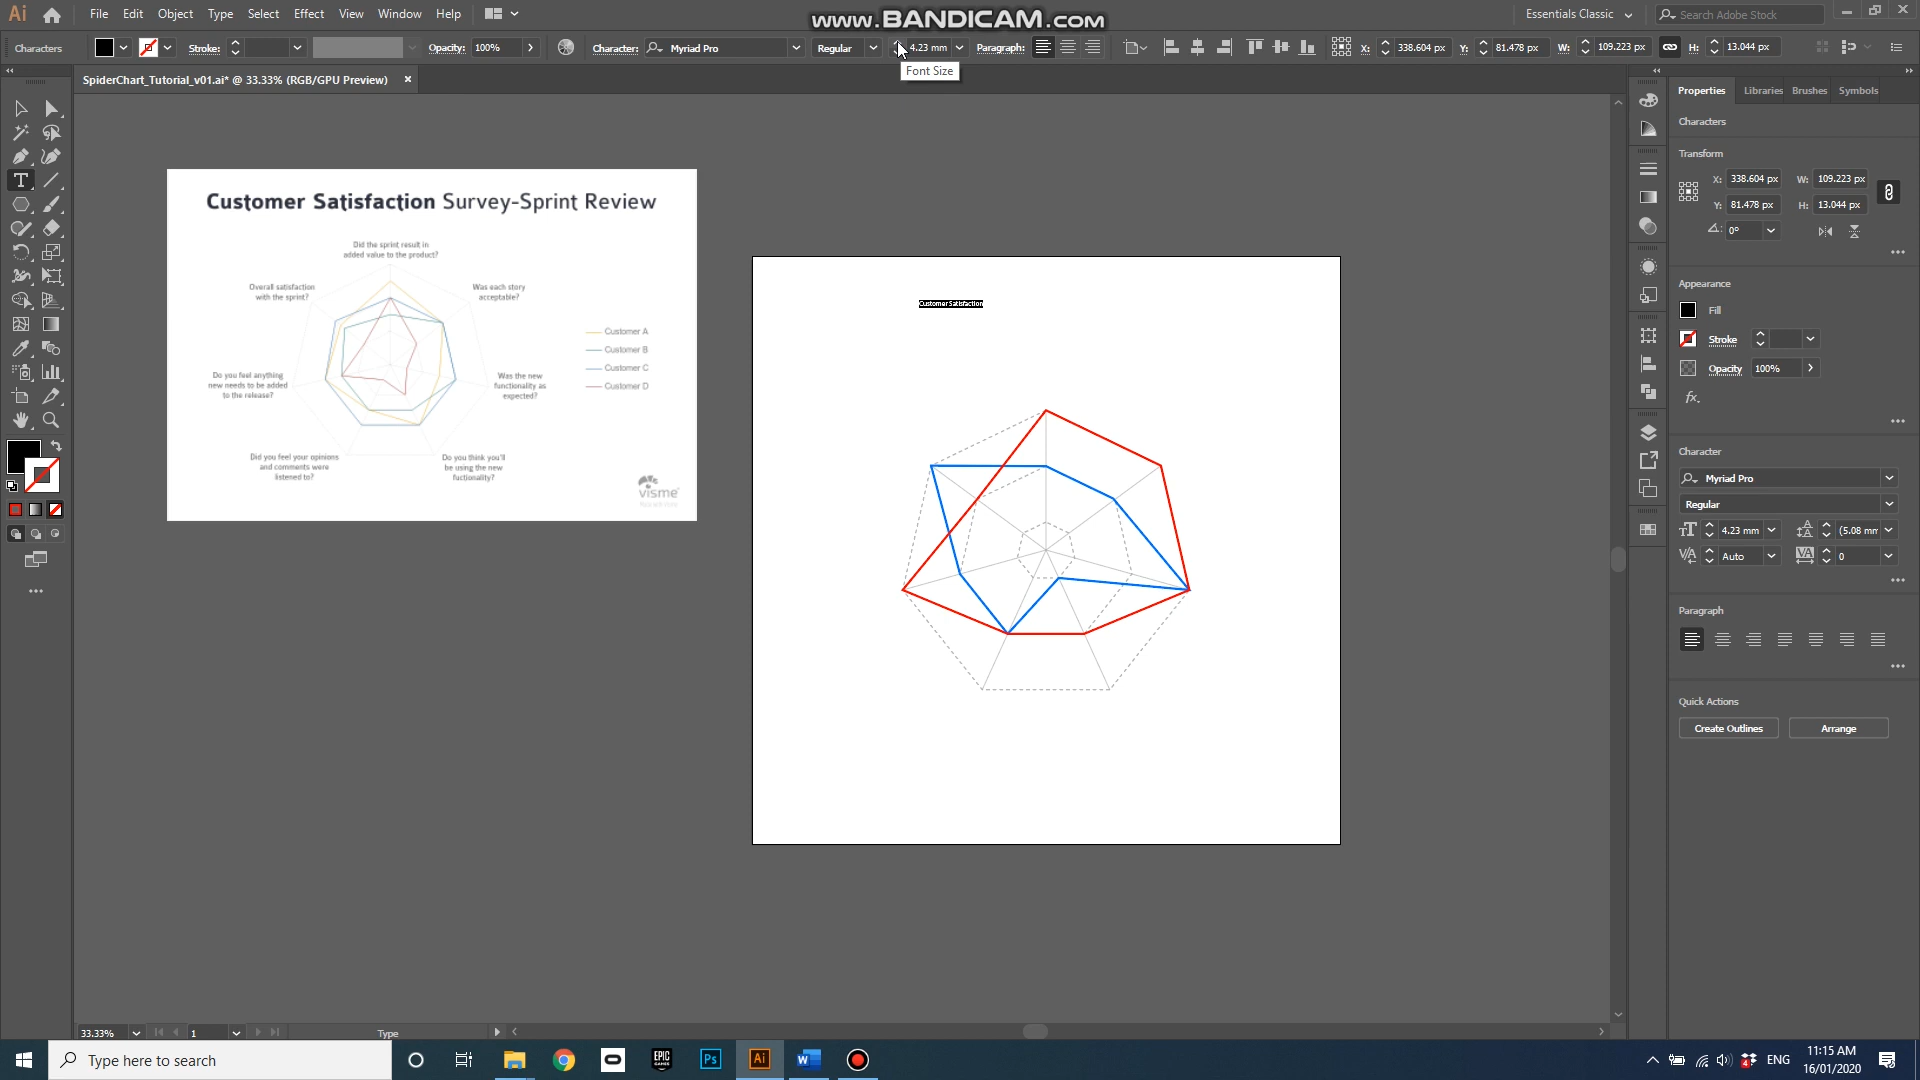 File Edit Object Type Select Effect View Window Help
www.BANDICAM.com
Essentials Classic
Search Adobe Stock
Characters
Stroke:
Opacity: 100%
Character: Myriad Pro
Regular
4.23 mm
Paragraph:
X: 338.604 px
Y: 81.478 px
W: 109.223 px
H: 13.044 px
Font Size
SpiderChart_Tutorial_v01.ai* @ 33.33% (RGB/GPU Preview)
Customer Satisfaction Survey-Sprint Review
Did the sprint result in
added value to the product?
Overall satisfaction
with the sprint?
Was each story
acceptable?
Customer A
Customer B
Customer C
Customer D
Do you feel anything
new needs to be added
to the release?
Was the new
functionality as
expected?
Did you feel your opinions
and comments were
listened to?
Do you think you'll
be using the new
fuctionality?
visme
Customer Satisfaction
Properties Libraries Brushes Symbols
Characters
Transform
X: 338.604 px W: 109.223 px
Y: 81.478 px H: 13.044 px
0°
Appearance
Fill
Stroke
Opacity 100%
fx.
Character
Myriad Pro
Regular
4.23 mm (5.08 mm
Auto 0
Paragraph
Quick Actions
Create Outlines Arrange
33.33% 1 Type
Type here to search
EPIC GAMES
Ps
Ai
W
ENG
11:15 AM
16/01/2020